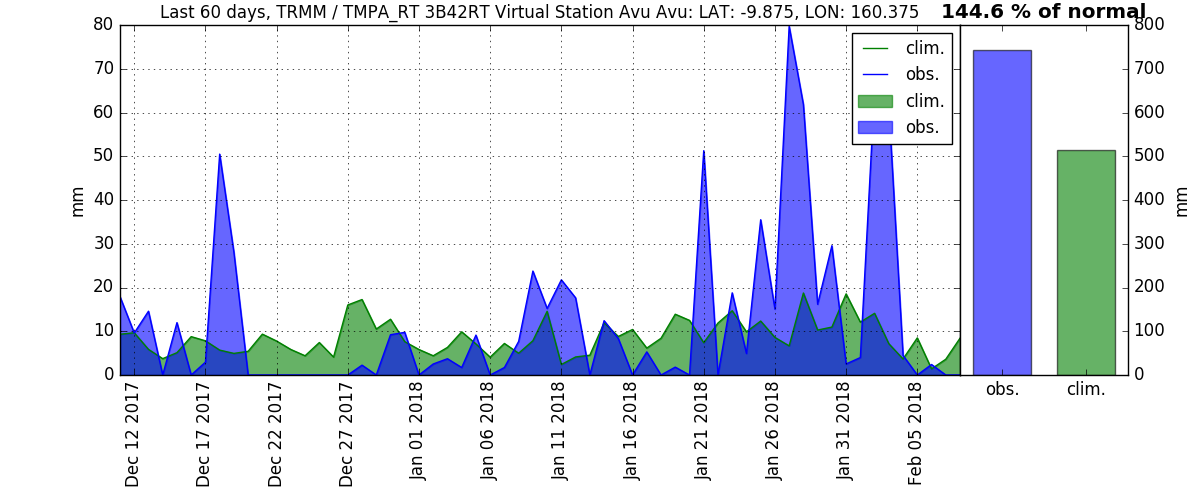 Last 60 days, TRMM / TMPA_RT 3B42RT Virtual Station Avu Avu: LAT: -9.875, LON: 160.375
144.6 % of normal
80
70
60
50
40
30
20
10
0
mm
clim.
obs.
clim.
obs.
800
700
600
500
400
300
200
100
0
mm
Dec 12 2017
Dec 17 2017
Dec 22 2017
Dec 27 2017
Jan 01 2018
Jan 06 2018
Jan 11 2018
Jan 16 2018
Jan 21 2018
Jan 26 2018
Jan 31 2018
Feb 05 2018
obs.
clim.